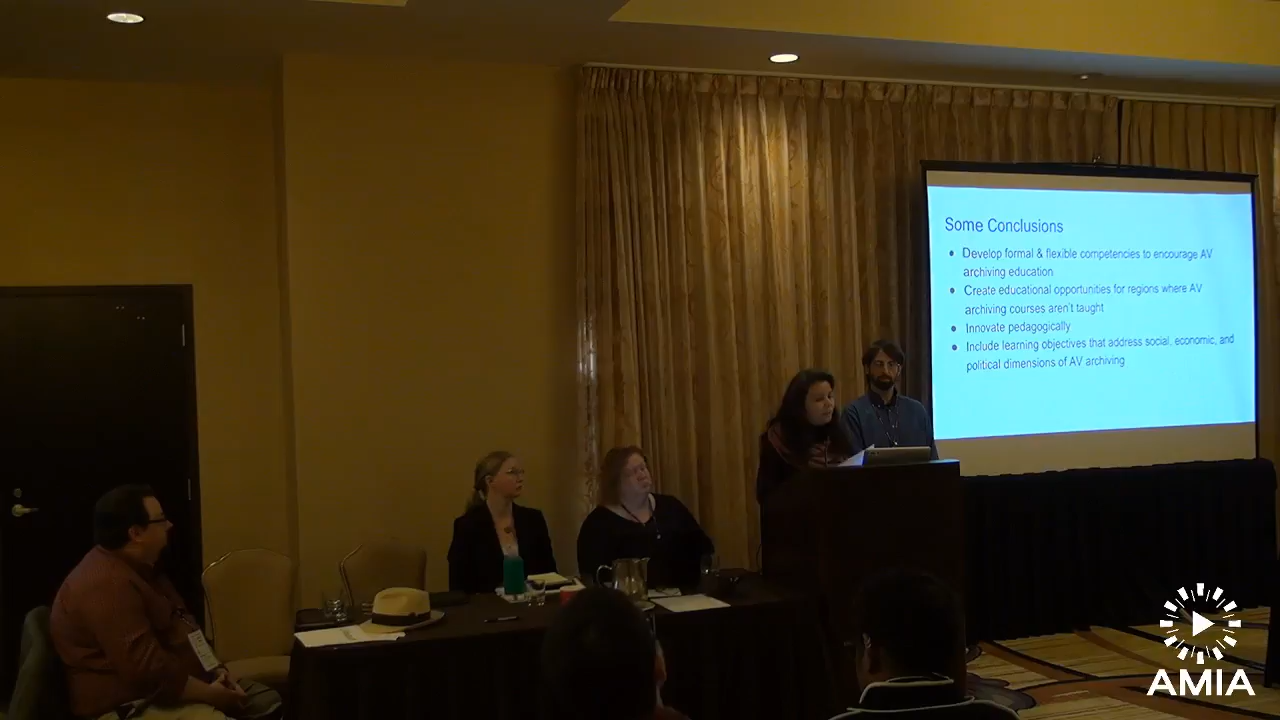 Some Conclusions
• Develop formal & flexible competencies to encourage AV
archiving education
• Create educational opportunities for regions where AV
archiving courses aren't taught
• Innovate pedagogically
• Include learning objectives that address social, economic, and
political dimensions of AV archiving
AMIA